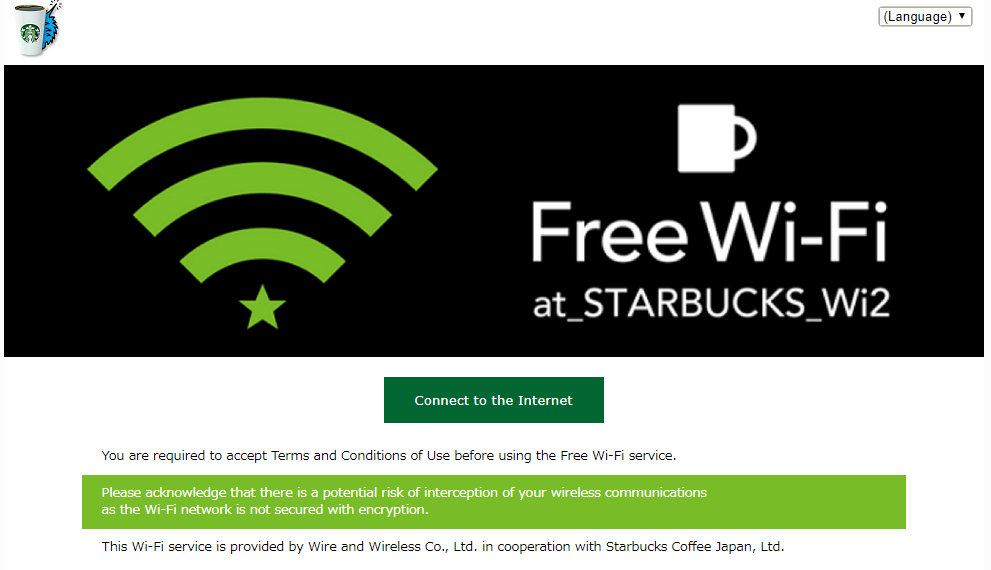 (Language)
Free Wi-Fi
at_STARBUCKS_Wi2
Connect to the Internet
You are required to accept Terms and Conditions of Use before using the Free Wi-Fi service.
Please acknowledge that there is a potential risk of interception of your wireless communications
as the Wi-Fi network is not secured with encryption.
This Wi-Fi service is provided by Wire and Wireless Co., Ltd. in cooperation with Starbucks Coffee Japan, Ltd.